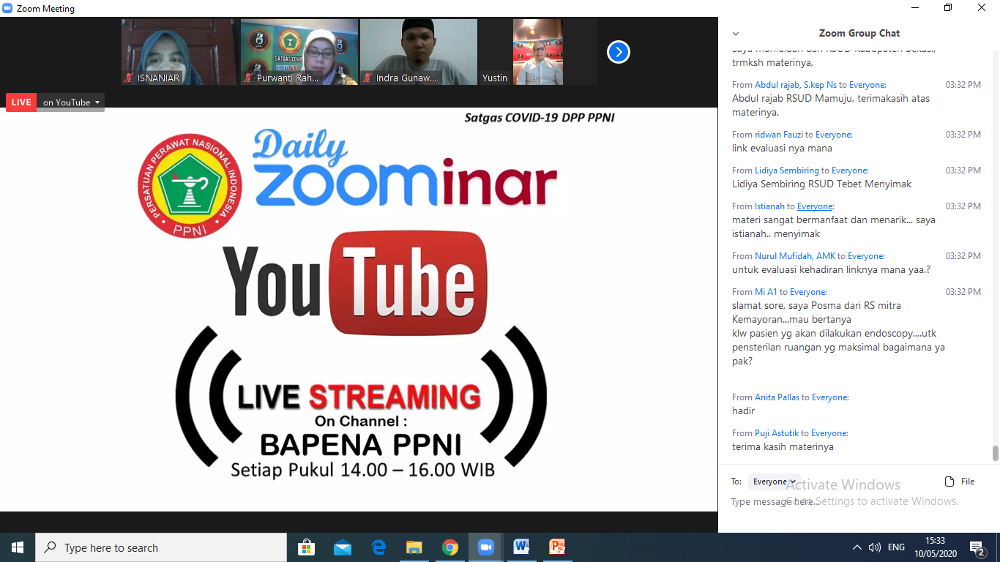 Zoom Meeting
ISNANIAR
Purwanti Rah...
Indra Gunaw...
Yustin
LIVE on YouTube
Satgas COVID-19 DPP PPNI
PERSATUAN PERAWAT NASIONAL INDONESIA
PPNI
Daily
zoominar
YouTube
LIVE STREAMING
On Channel :
BAPENA PPNI
Setiap Pukul 14.00 – 16.00 WIB
SATGAS COVID
Zoom Group Chat
trmksh materinya,
From Abdul rajab, S.kep Ns to Everyone: 03:32 PM
Abdul rajab RSUD Mamuju, terimakasih atas
materinya.
From ridwan Fauzi to Everyone: 03:32 PM
link evaluasi nya mana
From Lidiya Sembiring to Everyone: 03:32 PM
Lidiya Sembiring RSUD Tebet Menyimak
From Istianah to Everyone: 03:32 PM
materi sangat bermanfaat dan menarik... saya
istianah.. menyimak
From Nurul Mufidah, AMK to Everyone: 03:32 PM
untuk evaluasi kehadiran linknya mana yaa.?
From Mi A1 to Everyone: 03:32 PM
slamat sore, saya Posma dari RS mitra
Kemayoran...mau bertanya
klw pasien yg akan dilakukan endoscopy....utk
pensterilan ruangan yg maksimal bagaimana ya
pak?
From Anita Pallas to Everyone:
hadir
From Puji Astutik to Everyone:
terima kasih materinya
To: Everyone File
Type message here...
Activate Windows
Go to Settings to activate Windows.
Type here to search
ENG
15:33
10/05/2020
2